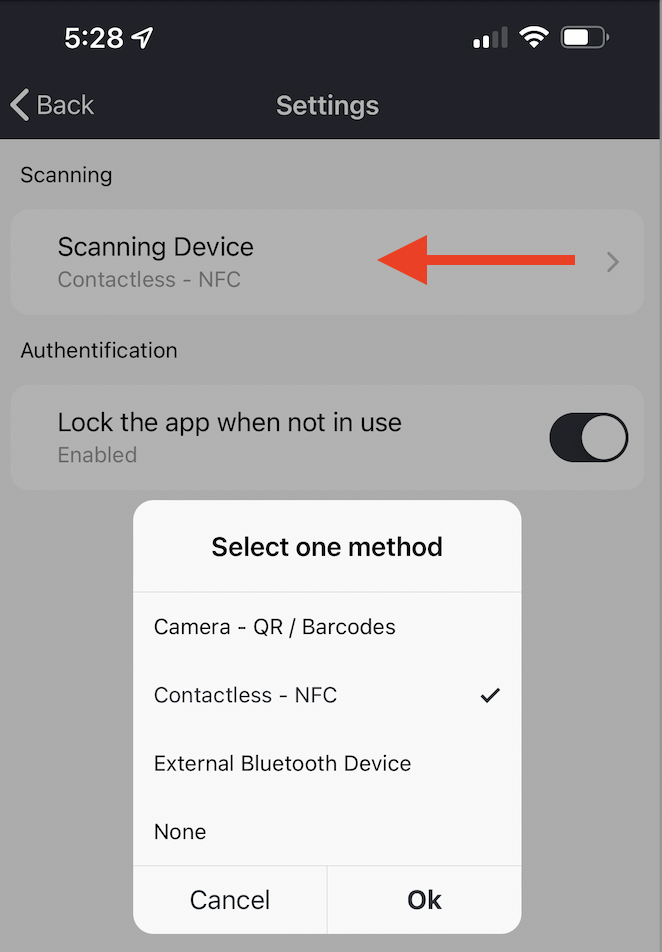 5:28
Back
Settings
Scanning
Scanning Device
Contactless - NFC
Authentification
Lock the app when not in use
Enabled
Select one method
Camera - QR / Barcodes
Contactless - NFC
External Bluetooth Device
None
Cancel
Ok